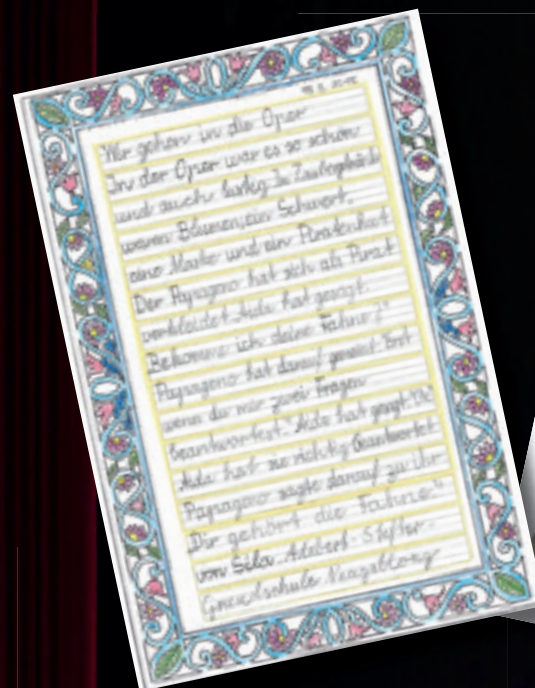 Wir gehen in die Oper
In der Oper war es so schön
und auch lustig. In
waren Blumen, ein Schwert,
eine Maske und ein Piratenhut.
Der Papageno hat sich als Pirat
verkleidet. Aida hat gesagt:
Bekomme ich deine Fahne?"
Papageno hat darauf gemeint: Erst
wenn du mir zwei Fragen
beantwortest. Aida hat gesagt:
Aida hat sie richtig beantwortet.
Papageno sagte darauf zu ihr:
Dir gehört die Fahne."
von Sila Adalbert-Stifter-
Grundschule Neugablonz